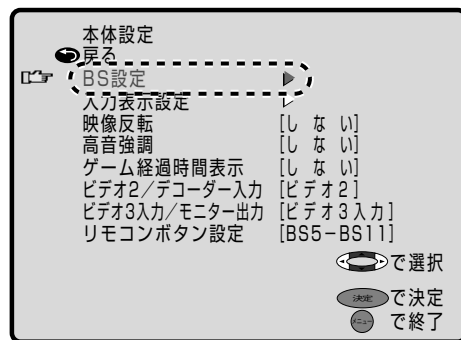 本体設定
戻る
BS設定
入力表示設定
映像反転 [し な い]
高音強調 [し な い]
ゲーム経過時間表示 [し な い]
ビデオ2/デコーダー入力 [ビデオ2]
ビデオ3入力/モニター出力 [ビデオ3入力]
リモコンボタン設定 [BS5-BS11]
で選択
決定 で決定
メニュー で終了